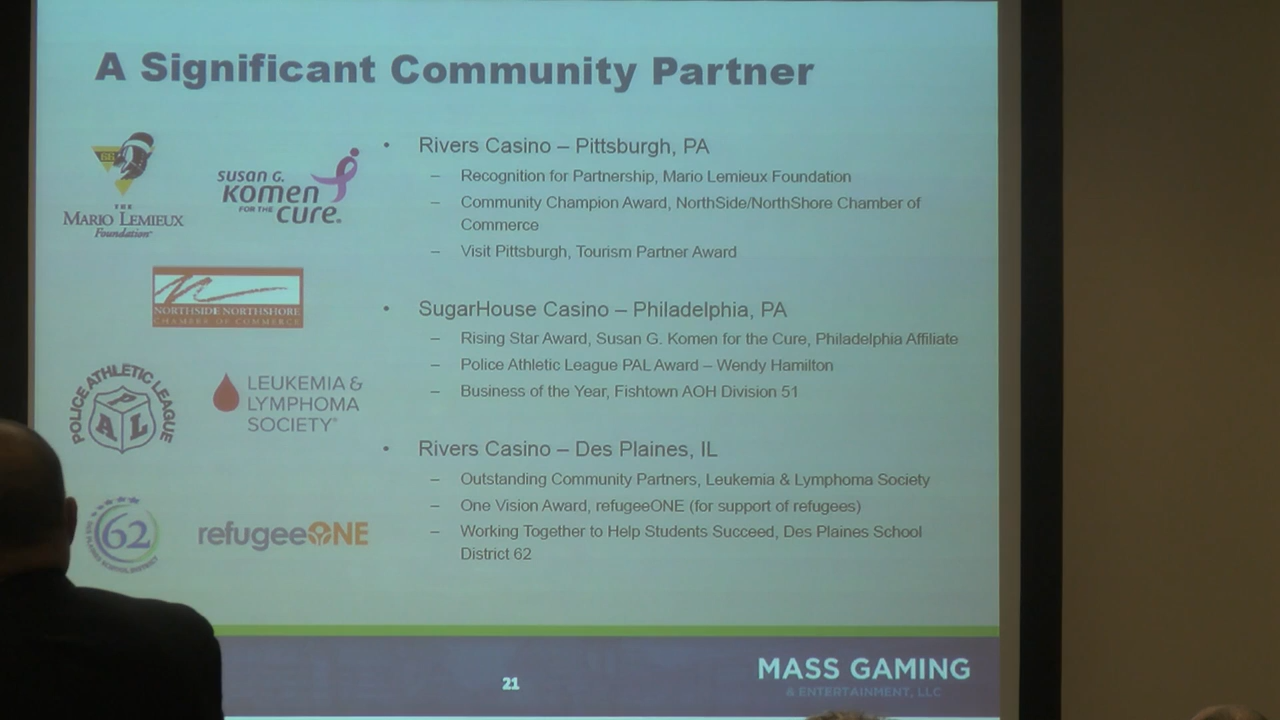 A Significant Community Partner
THE
MARIO LEMIEUX
Foundation
SUSAN G.
Komen
FOR THE
cure.
NORTHSIDE NORTHSHORE
CHAMBER OF COMMERCE
POLICE ATHLETIC LEAGUE
PAL
LEUKEMIA &
LYMPHOMA
SOCIETY
62
refugeeONE
• Rivers Casino – Pittsburgh, PA
– Recognition for Partnership, Mario Lemieux Foundation
– Community Champion Award, NorthSide/NorthShore Chamber of
Commerce
– Visit Pittsburgh, Tourism Partner Award
• SugarHouse Casino – Philadelphia, PA
– Rising Star Award, Susan G. Komen for the Cure, Philadelphia Affiliate
– Police Athletic League PAL Award – Wendy Hamilton
– Business of the Year, Fishtown AOH Division 51
• Rivers Casino – Des Plaines, IL
– Outstanding Community Partners, Leukemia & Lymphoma Society
– One Vision Award, refugeeONE (for support of refugees)
– Working Together to Help Students Succeed, Des Plaines School
District 62
21
MASS GAMING
& ENTERTAINMENT, LLC